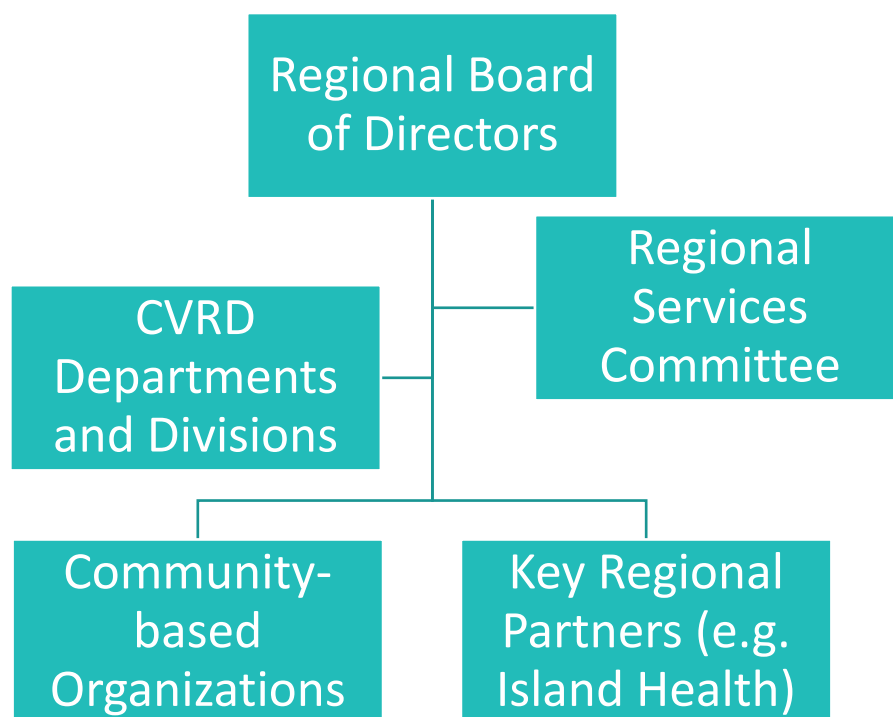 Regional Board
of Directors
Regional
Services
Committee
CVRD
Departments
and Divisions
Community-
based
Organizations
Key Regional
Partners (e.g.
Island Health)